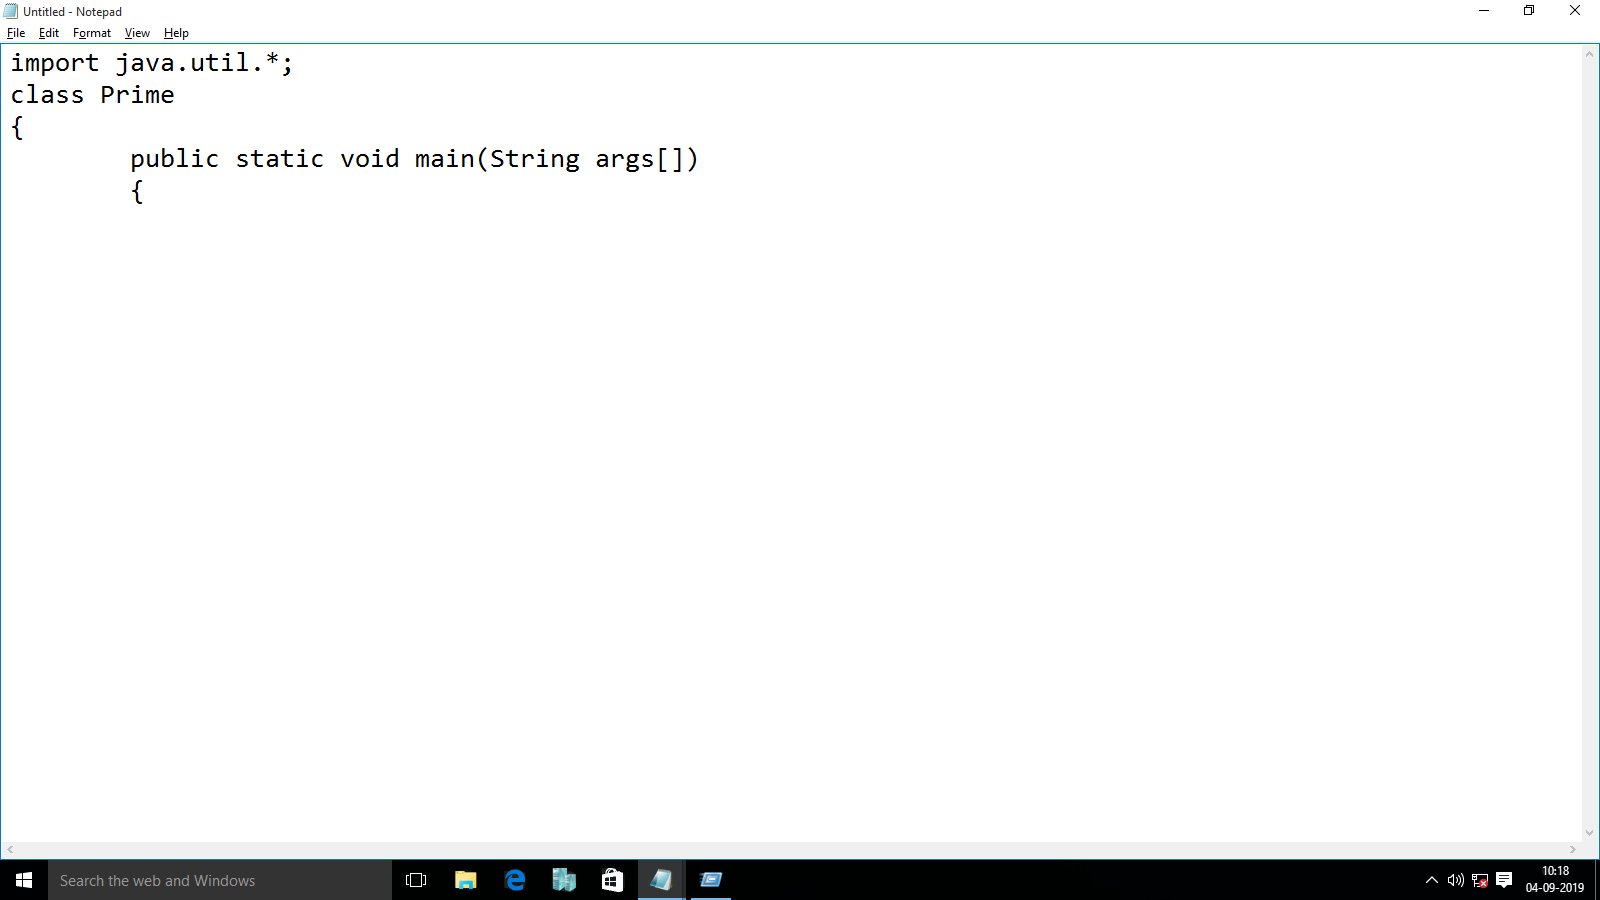 Untitled - Notepad
File Edit Format View Help
import java.util.*;
class Prime
{
public static void main(String args[])
{
Search the web and Windows
10:18
04-09-2019